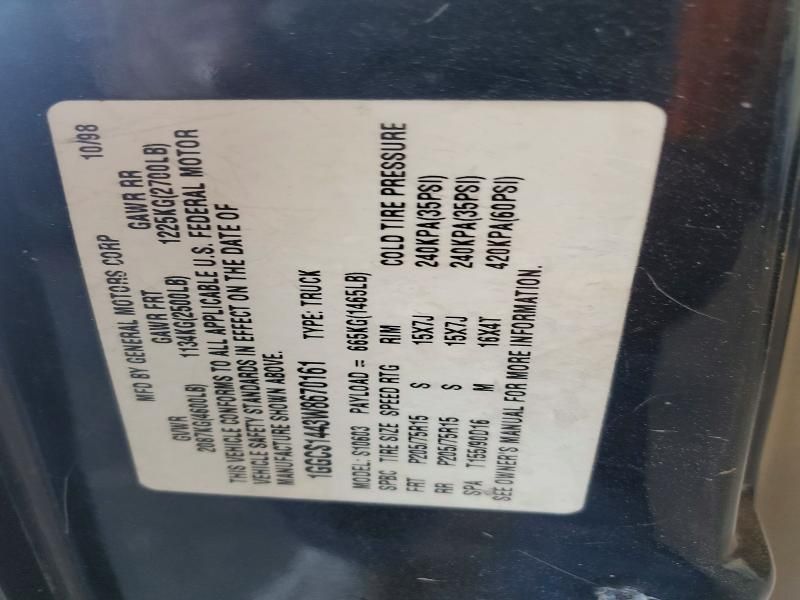 MFD BY GENERAL MOTORS CORP 10/98
GVWR GAWR FRT GAWR RR
2087KG(4600LB) 1134KG(2500LB) 1225KG(2700LB)
THIS VEHICLE CONFORMS TO ALL APPLICABLE U.S. FEDERAL MOTOR
VEHICLE SAFETY STANDARDS IN EFFECT ON THE DATE OF
MANUFACTURE SHOWN ABOVE.
1GGCS1443W8670161 TYPE: TRUCK
MODEL: S10603 PAYLOAD = 665KG(1465LB)
SPBC TIRE SIZE SPEED RTG RIM COLD TIRE PRESSURE
FRT P205/75R15 S 15X7J 240KPA(35PSI)
RR P205/75R15 S 15X7J 240KPA(35PSI)
SPA T155/90D16 M 16X4T 420KPA(60PSI)
SEE OWNER'S MANUAL FOR MORE INFORMATION.